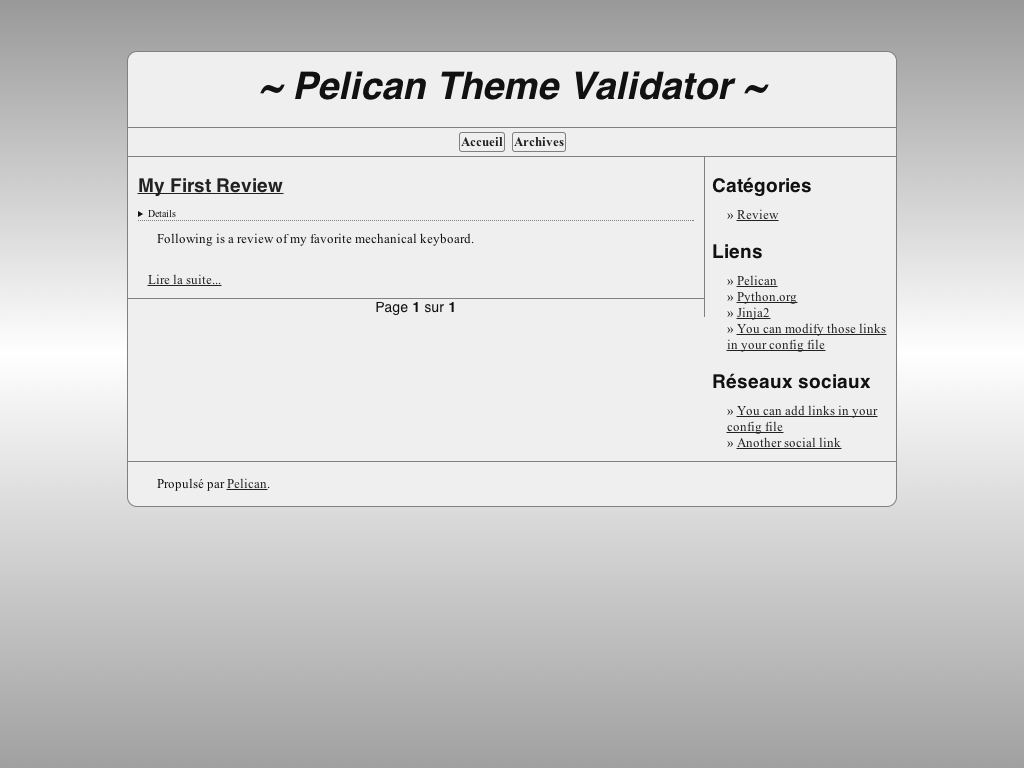 ~ Pelican Theme Validator ~
Accueil Archives
My First Review
Details
Following is a review of my favorite mechanical keyboard.
Lire la suite...
Page 1 sur 1
Catégories
» Review
Liens
» Pelican
» Python.org
» Jinja2
» You can modify those links
in your config file
Réseaux sociaux
» You can add links in your
config file
» Another social link
Propulsé par Pelican.